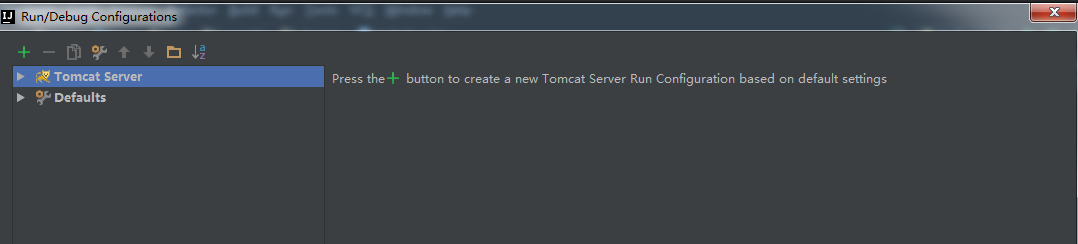 Run/Debug Configurations
Tomcat Server
Press the + button to create a new Tomcat Server Run Configuration based on default settings
Defaults